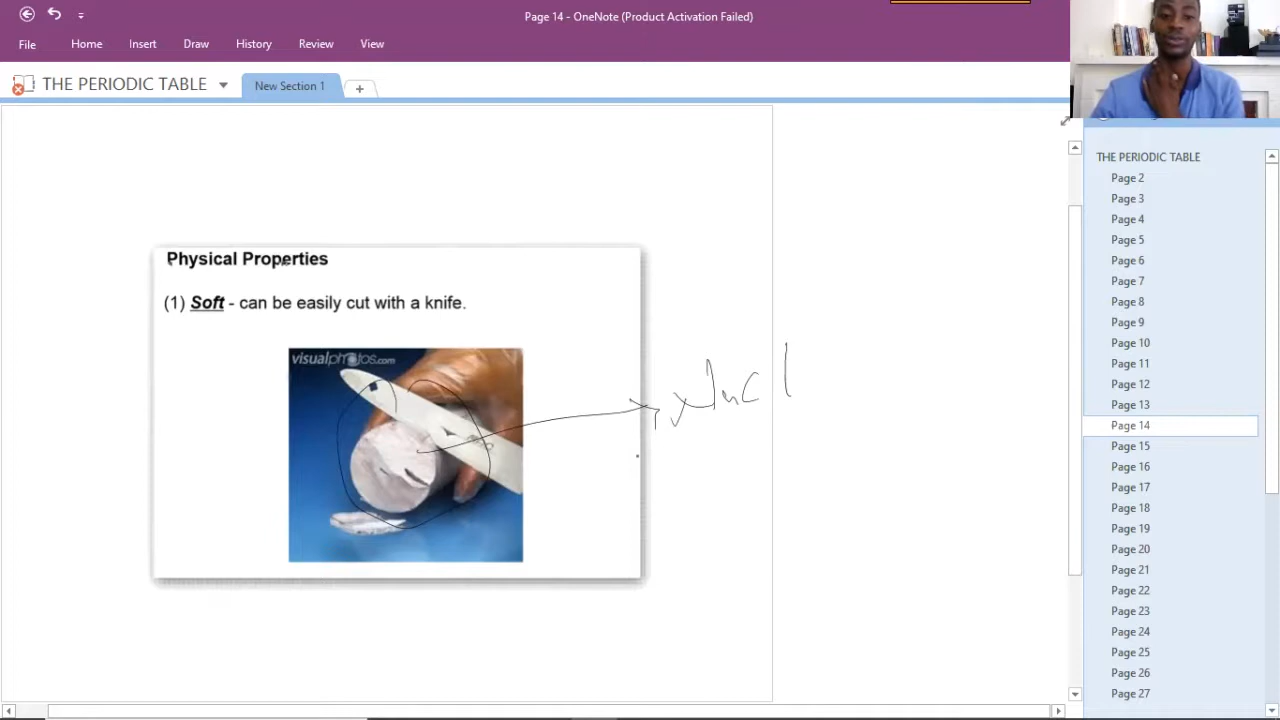 Page 14 - OneNote (Product Activation Failed)
File Home Insert Draw History Review View
THE PERIODIC TABLE
New Section 1
+
Physical Properties
(1) Soft - can be easily cut with a knife.
visualphotos.com
THE PERIODIC TABLE
Page 2
Page 3
Page 4
Page 5
Page 6
Page 7
Page 8
Page 9
Page 10
Page 11
Page 12
Page 13
Page 14
Page 15
Page 16
Page 17
Page 18
Page 19
Page 20
Page 21
Page 22
Page 23
Page 24
Page 25
Page 26
Page 27